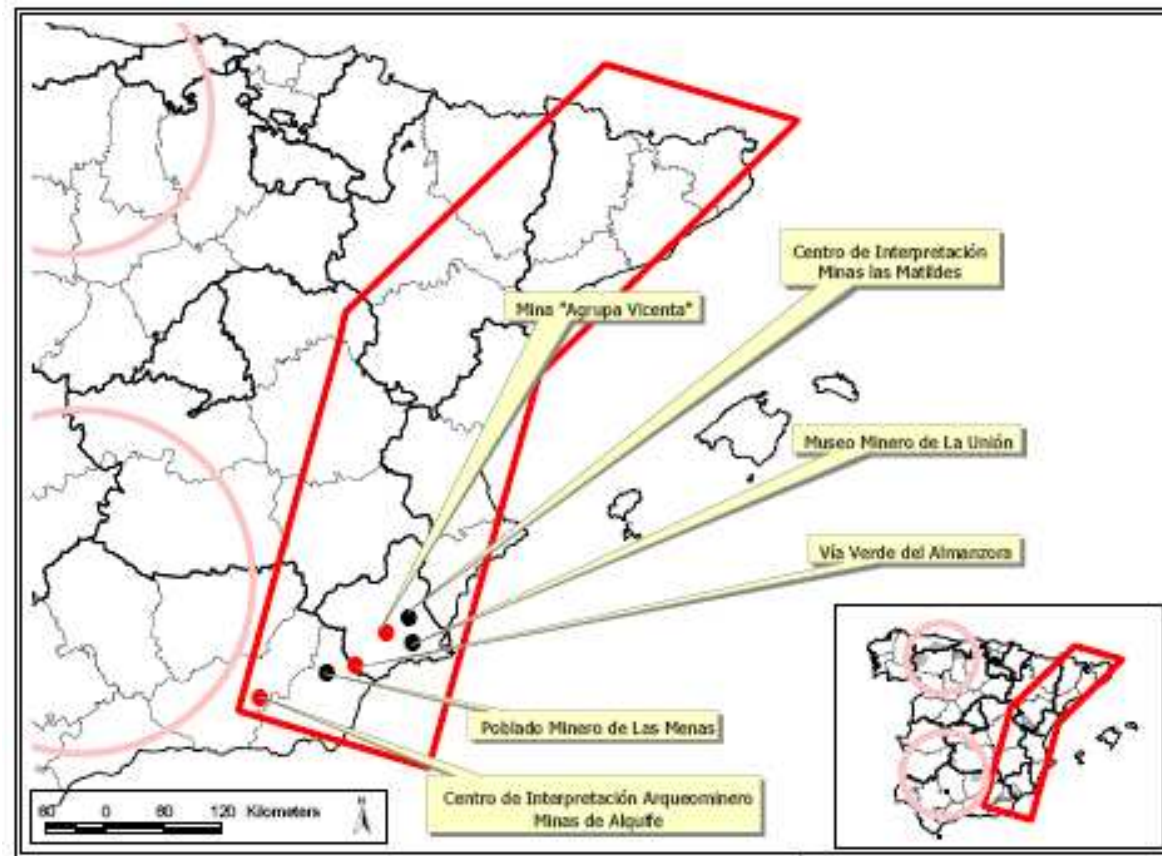 Centro de Interpretación
Minas las Matildes
Mina "Agrupa Vicenta"
Museo Minero de La Unión
Vía Verde del Almanzora
Poblado Minero de Las Menas
Centro de Interpretación Arqueominero
Minas de Alquife
60 0 60 120 Kilometers
N